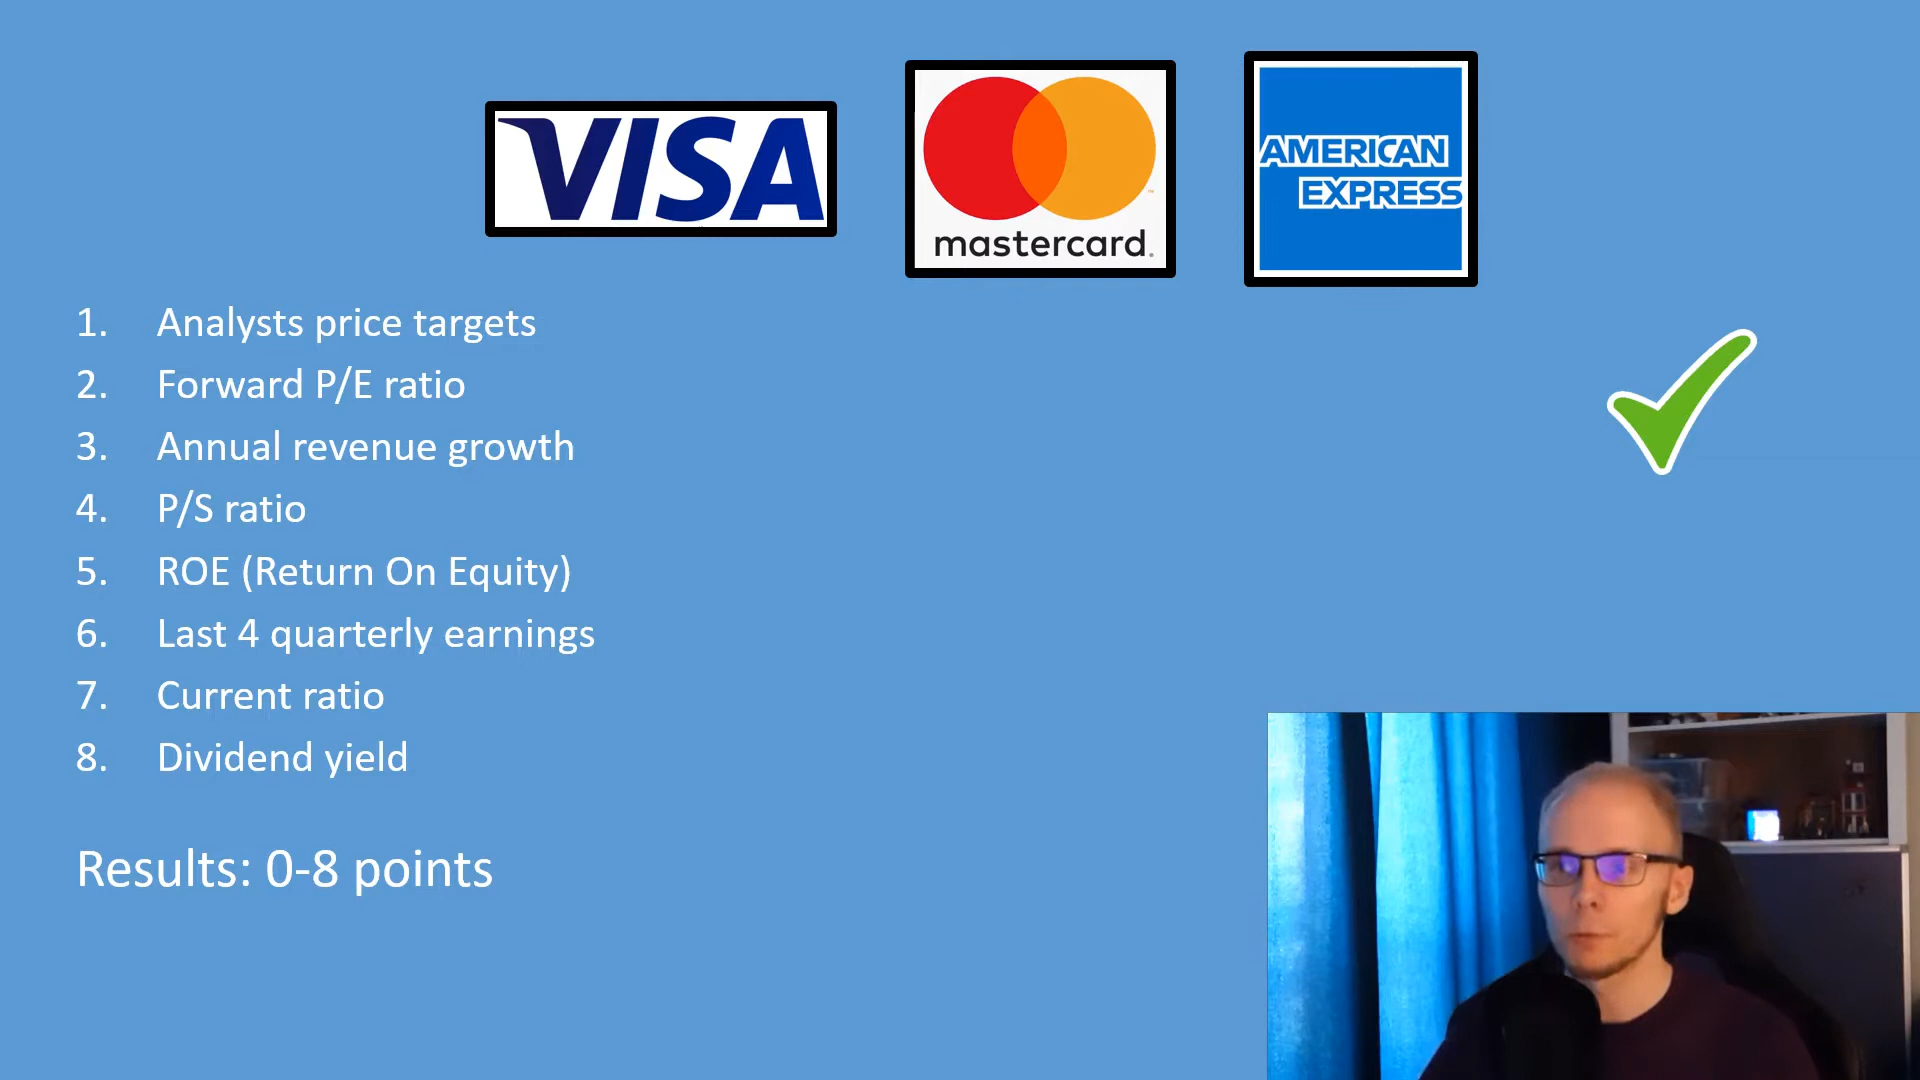 VISA
mastercard.
AMERICAN
EXPRESS
1. Analysts price targets
2. Forward P/E ratio
3. Annual revenue growth
4. P/S ratio
5. ROE (Return On Equity)
6. Last 4 quarterly earnings
7. Current ratio
8. Dividend yield
Results: 0-8 points